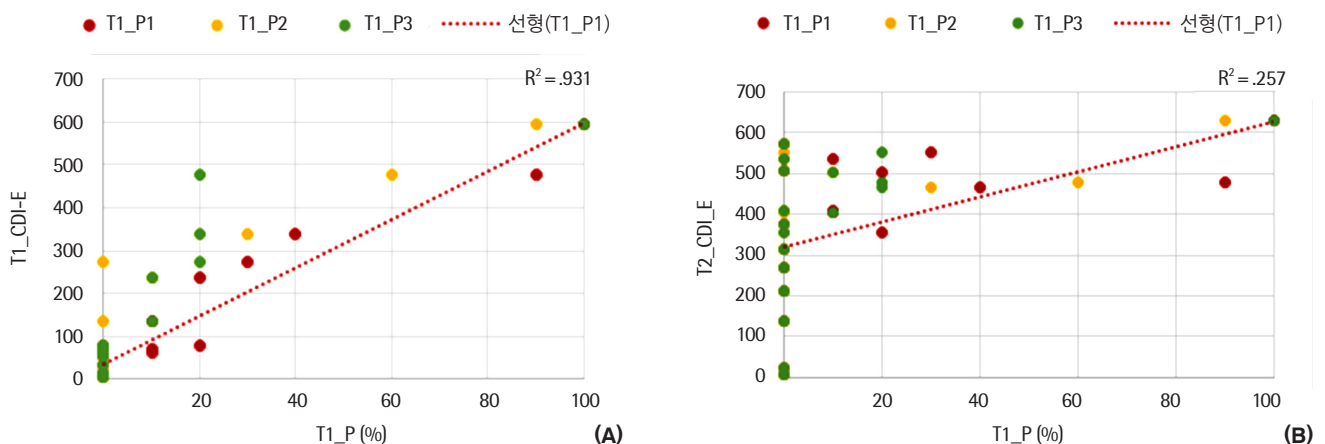 T1_P1 T1_P2 T1_P3 선형(T1_P1)
R² = .931
T1_CDI-E
700
600
500
400
300
200
100
0
20 40 60 80 100
T1_P (%)
(A)
T1_P1 T1_P2 T1_P3 선형(T1_P1)
R² = .257
T2_CDI_E
700
600
500
400
300
200
100
0
20 40 60 80 100
T1_P (%)
(B)